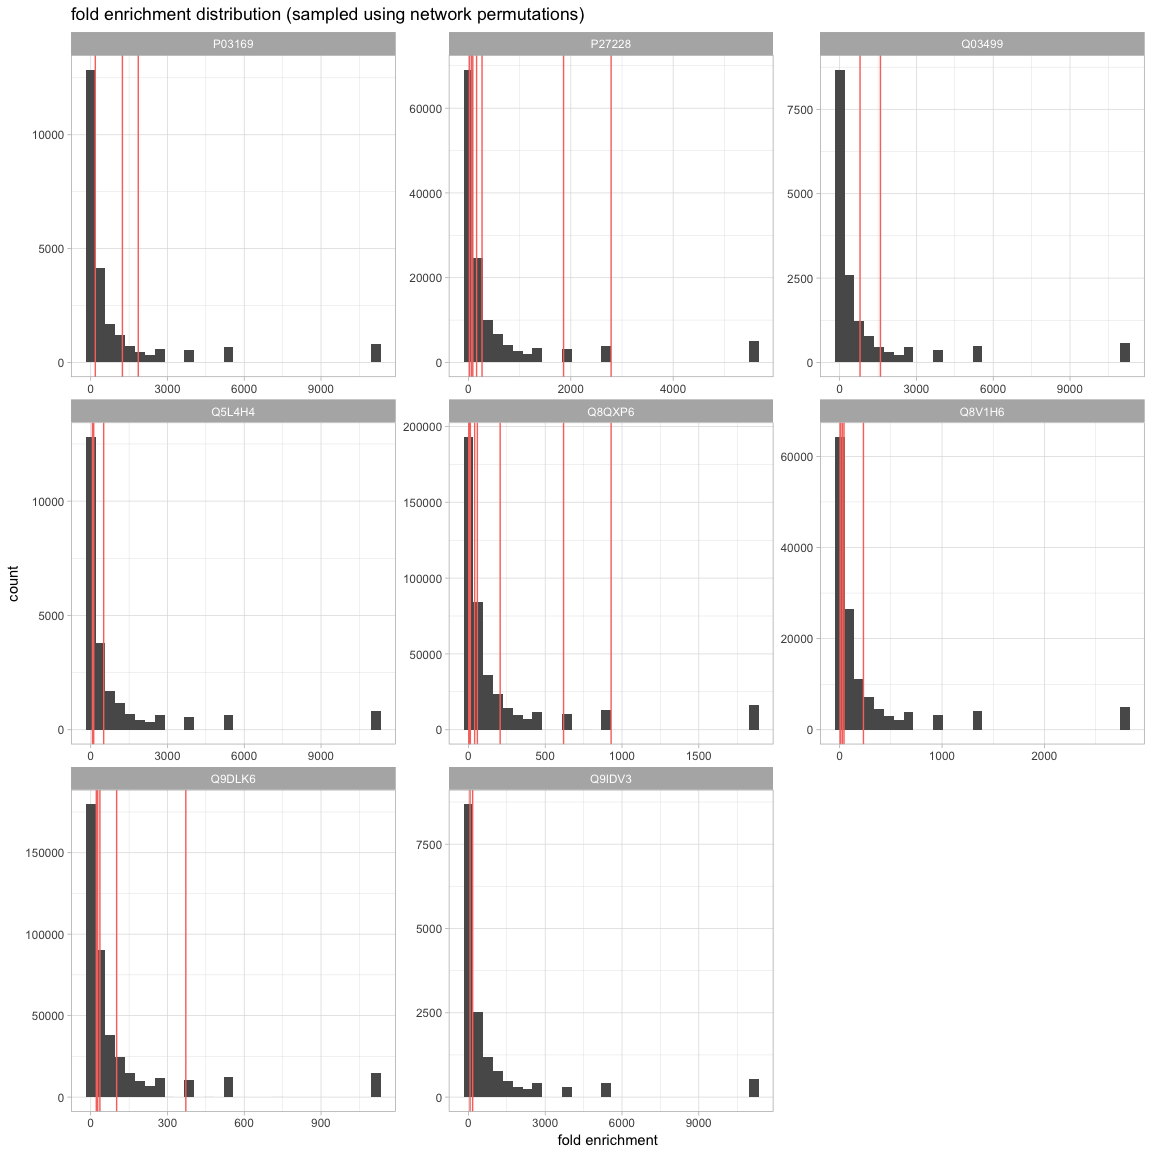 fold enrichment distribution (sampled using network permutations)
P03169 P27228 Q03499
10000
5000
0
60000
40000
20000
0
7500
5000
2500
0
0 3000 6000 9000
0 2000 4000
0 3000 6000 9000
Q5L4H4 Q8QXP6 Q8V1H6
10000
5000
0
200000
150000
100000
50000
0
60000
40000
20000
0
0 3000 6000 9000
0 500 1000 1500
0 1000 2000
Q9DLK6 Q9IDV3
150000
100000
50000
0
7500
5000
2500
0
0 300 600 900
0 3000 6000 9000
count
fold enrichment